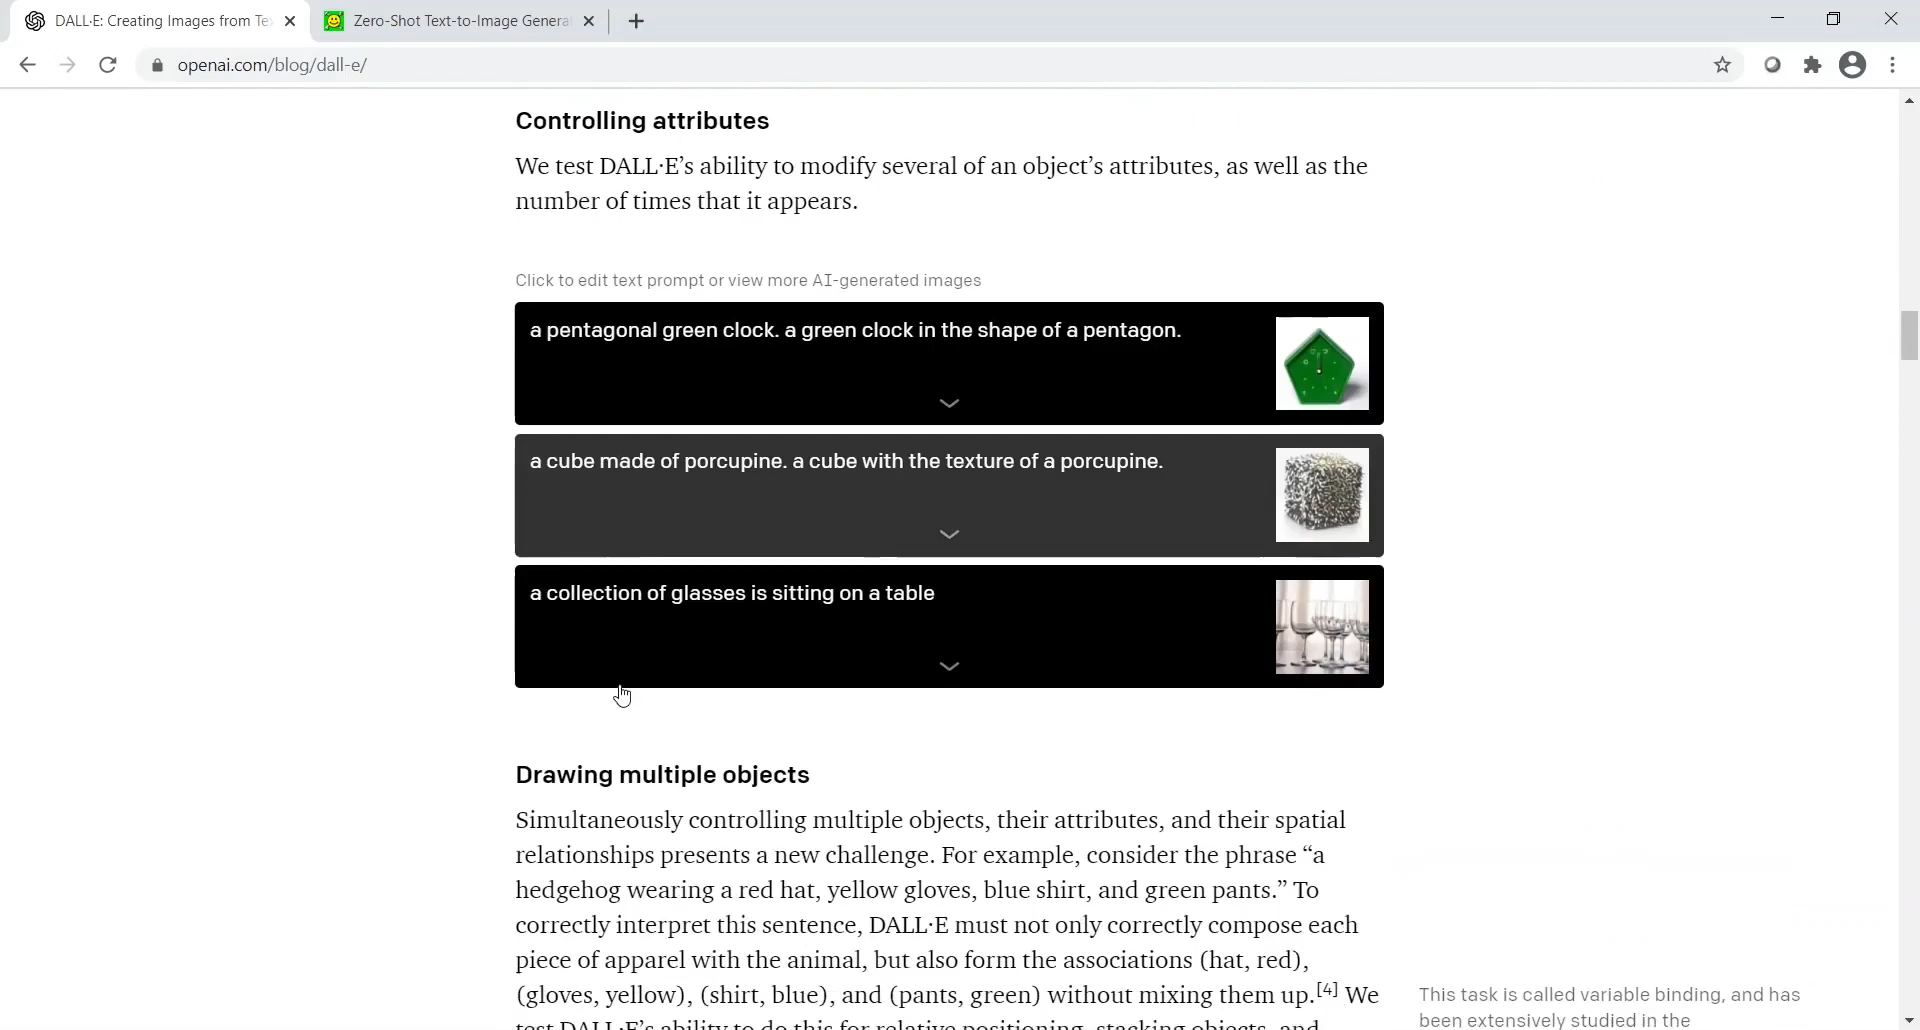 DALL·E: Creating Images from Te
Zero-Shot Text-to-Image Genera
openai.com/blog/dall-e/
Controlling attributes
We test DALL·E’s ability to modify several of an object’s attributes, as well as the
number of times that it appears.
Click to edit text prompt or view more AI-generated images
a pentagonal green clock. a green clock in the shape of a pentagon.
a cube made of porcupine. a cube with the texture of a porcupine.
a collection of glasses is sitting on a table
Drawing multiple objects
Simultaneously controlling multiple objects, their attributes, and their spatial
relationships presents a new challenge. For example, consider the phrase “a
hedgehog wearing a red hat, yellow gloves, blue shirt, and green pants.” To
correctly interpret this sentence, DALL·E must not only correctly compose each
piece of apparel with the animal, but also form the associations (hat, red),
(gloves, yellow), (shirt, blue), and (pants, green) without mixing them up.[4] We
test DALL·E’s ability to do this for relative positioning, stacking objects, and
This task is called variable binding, and has
been extensively studied in the